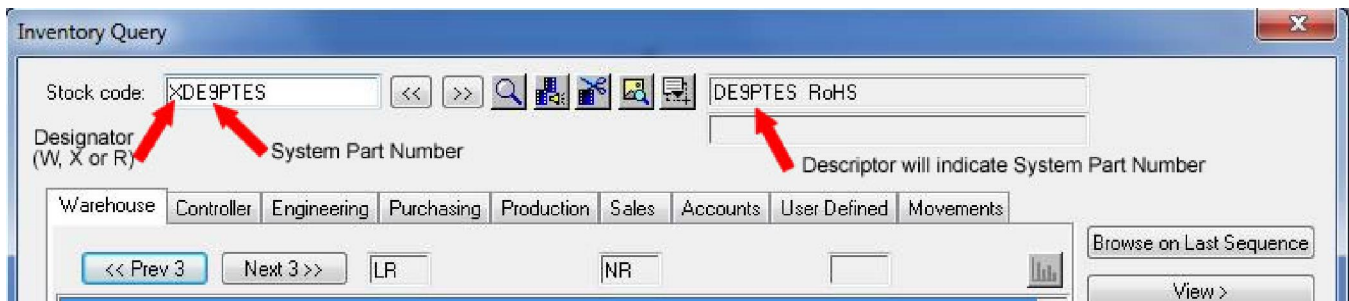 Inventory Query
X
Stock code: XDE9PTES << >> DE9PTES RoHS
Designator
(W, X or R)
System Part Number
Descriptor will indicate System Part Number
Warehouse Controller Engineering Purchasing Production Sales Accounts User Defined Movements
Browse on Last Sequence
<< Prev 3 Next 3 >> LR NR
View >